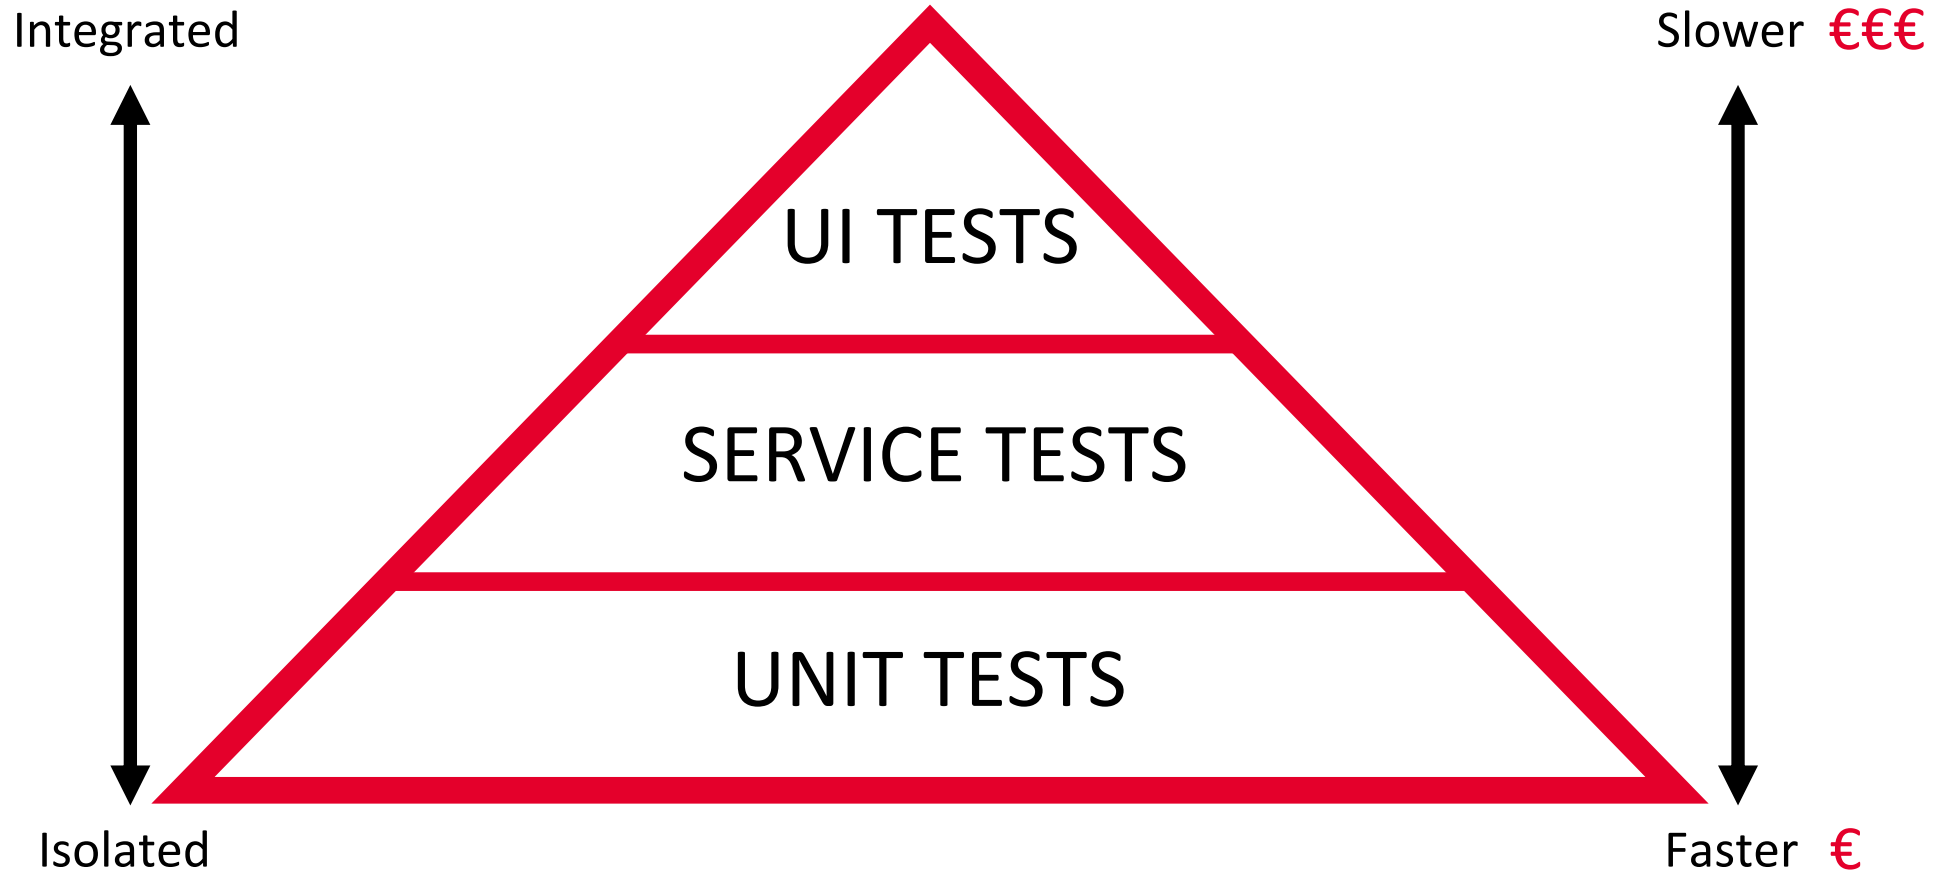 Integrated
Slower €€€
UI TESTS
SERVICE TESTS
UNIT TESTS
Isolated
Faster €